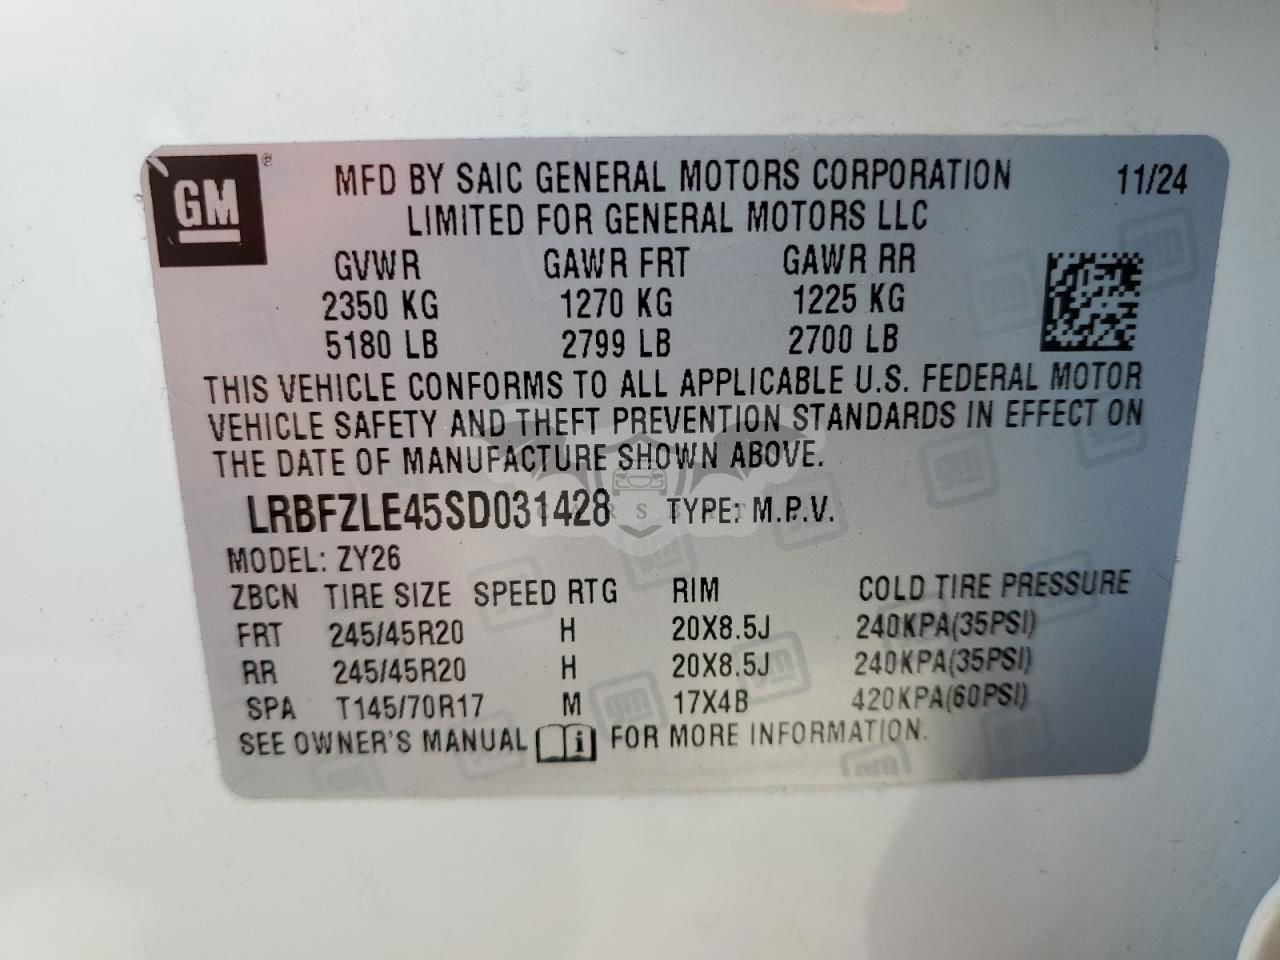 GM ® MFD BY SAIC GENERAL MOTORS CORPORATION 11/24
LIMITED FOR GENERAL MOTORS LLC
GVWR GAWR FRT GAWR RR
2350 KG 1270 KG 1225 KG
5180 LB 2799 LB 2700 LB
THIS VEHICLE CONFORMS TO ALL APPLICABLE U.S. FEDERAL MOTOR
VEHICLE SAFETY AND THEFT PREVENTION STANDARDS IN EFFECT ON
THE DATE OF MANUFACTURE SHOWN ABOVE.
LRBFZLE45SD031428 TYPE: M.P.V.
MODEL: ZY26
ZBCN TIRE SIZE SPEED RTG RIM COLD TIRE PRESSURE
FRT 245/45R20 H 20X8.5J 240KPA(35PSI)
RR 245/45R20 H 20X8.5J 240KPA(35PSI)
SPA T145/70R17 M 17X4B 420KPA(60PSI)
SEE OWNER'S MANUAL i FOR MORE INFORMATION.